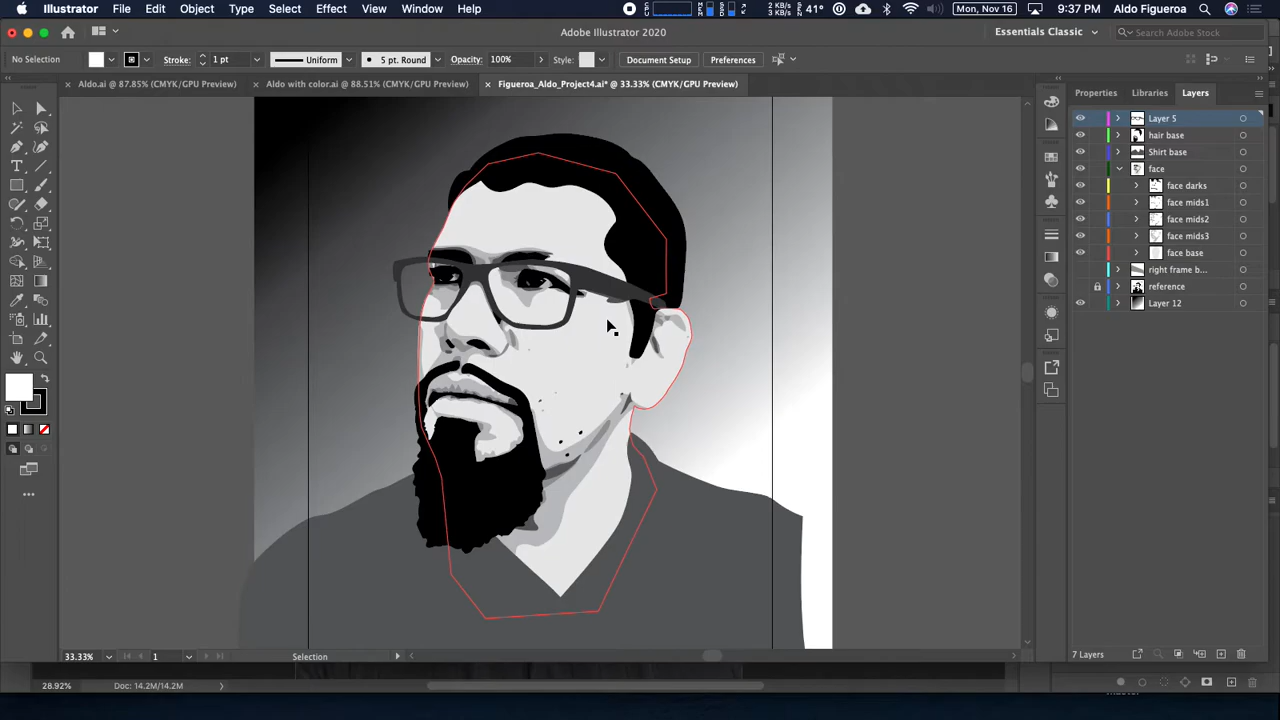 Illustrator File Edit Object Type Select Effect View Window Help 2 KB/s 2 KB/s 41° Mon, Nov 16 9:37 PM Aldo Figueroa
Adobe Illustrator 2020 Essentials Classic Search Adobe Stock
No Selection Stroke: 1 pt Uniform 5 pt. Round Opacity: 100% Style: Document Setup Preferences
Aldo.ai @ 87.85% (CMYK/GPU Preview) Aldo with color.ai @ 88.51% (CMYK/GPU Preview) Figueroa_Aldo_Project4.ai* @ 33.33% (CMYK/GPU Preview)
Properties Libraries Layers
Layer 5
hair base
Shirt base
face
face darks
face mids1
face mids2
face mids3
face base
right frame b...
reference
Layer 12
33.33% 1 Selection 7 Layers
28.92% Doc: 14.2M/14.2M